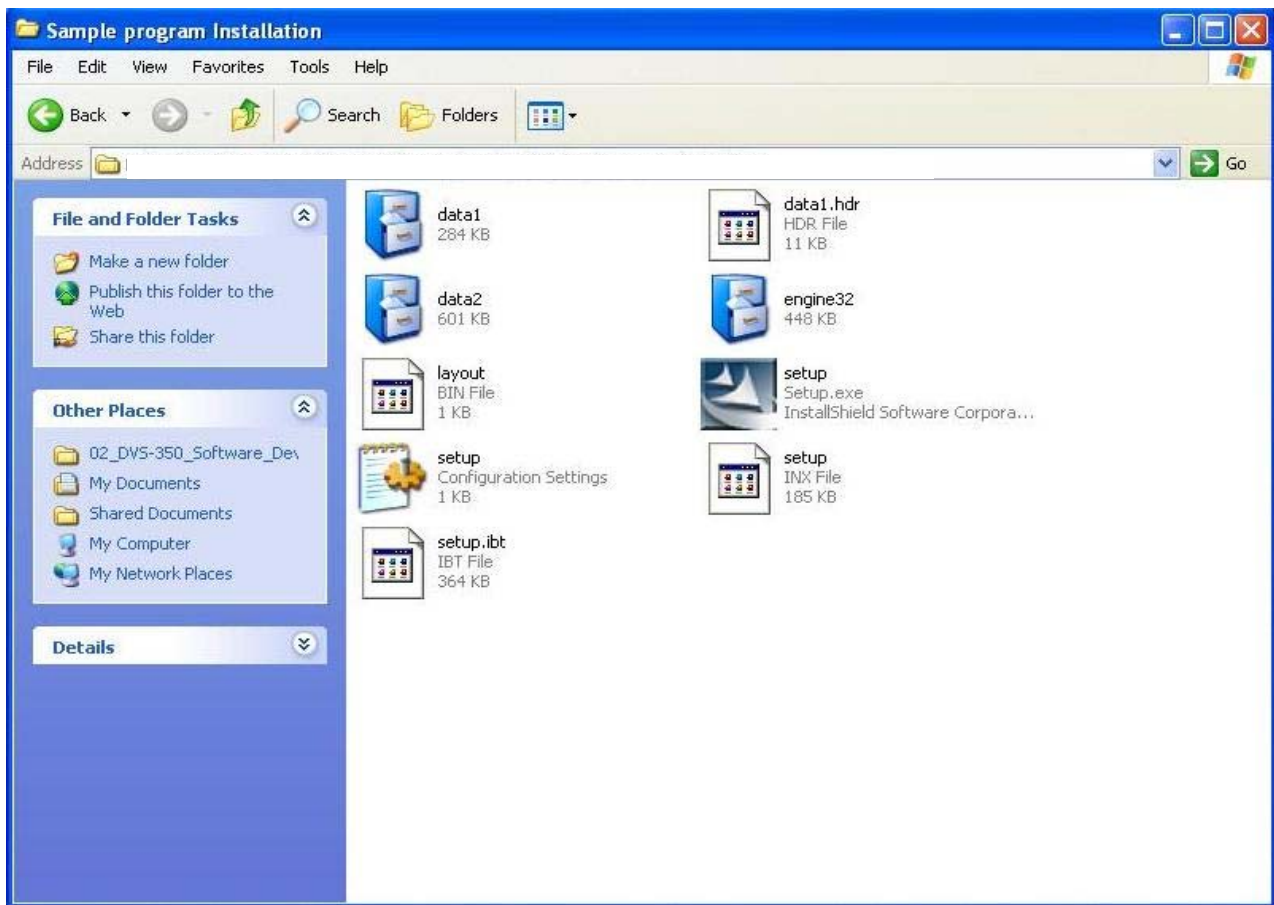 Sample program Installation
File Edit View Favorites Tools Help
Back Search Folders
Address Go
File and Folder Tasks
Make a new folder
Publish this folder to the
Web
Share this folder
Other Places
02_DVS-350_Software_Dev
My Documents
Shared Documents
My Computer
My Network Places
Details
data1
284 KB
data1.hdr
HDR File
11 KB
data2
601 KB
engine32
448 KB
layout
BIN File
1 KB
setup
Setup.exe
InstallShield Software Corpora...
setup
Configuration Settings
1 KB
setup
INX File
185 KB
setup.ibt
IBT File
364 KB